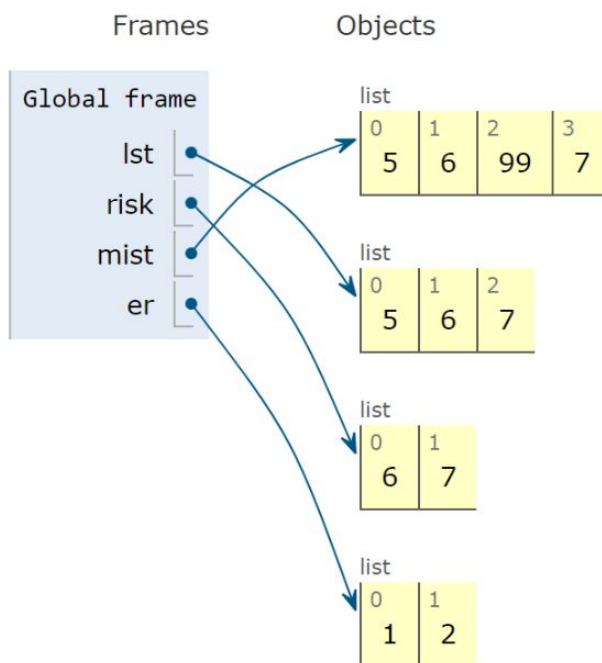 Frames Objects
Global frame
lst
risk
mist
er
list
0 1 2 3
5 6 99 7
list
0 1 2
5 6 7
list
0 1
6 7
list
0 1
1 2